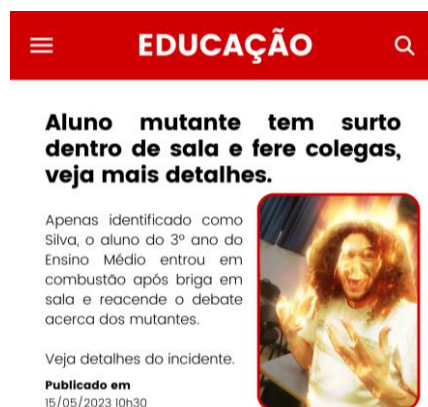 EDUCAÇÃO
Aluno mutante tem surto
dentro de sala e fere colegas,
veja mais detalhes.
Apenas identificado como
Silva, o aluno do 3º ano do
Ensino Médio entrou em
combustão após briga em
sala e reacende o debate
acerca dos mutantes.
Veja detalhes do incidente.
Publicado em
15/05/2023 10h30